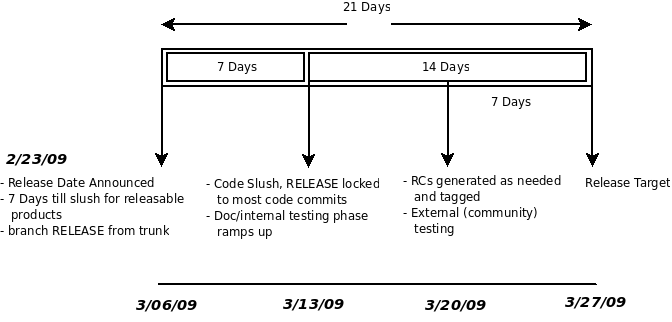 21 Days
7 Days
14 Days
7 Days
2/23/09
- Release Date Announced
- 7 Days till slush for releasable
products
- branch RELEASE from trunk
- Code Slush, RELEASE locked
to most code commits
- Doc/internal testing phase
ramps up
- RCs generated as needed
and tagged
- External (community)
testing
Release Target
3/06/09
3/13/09
3/20/09
3/27/09